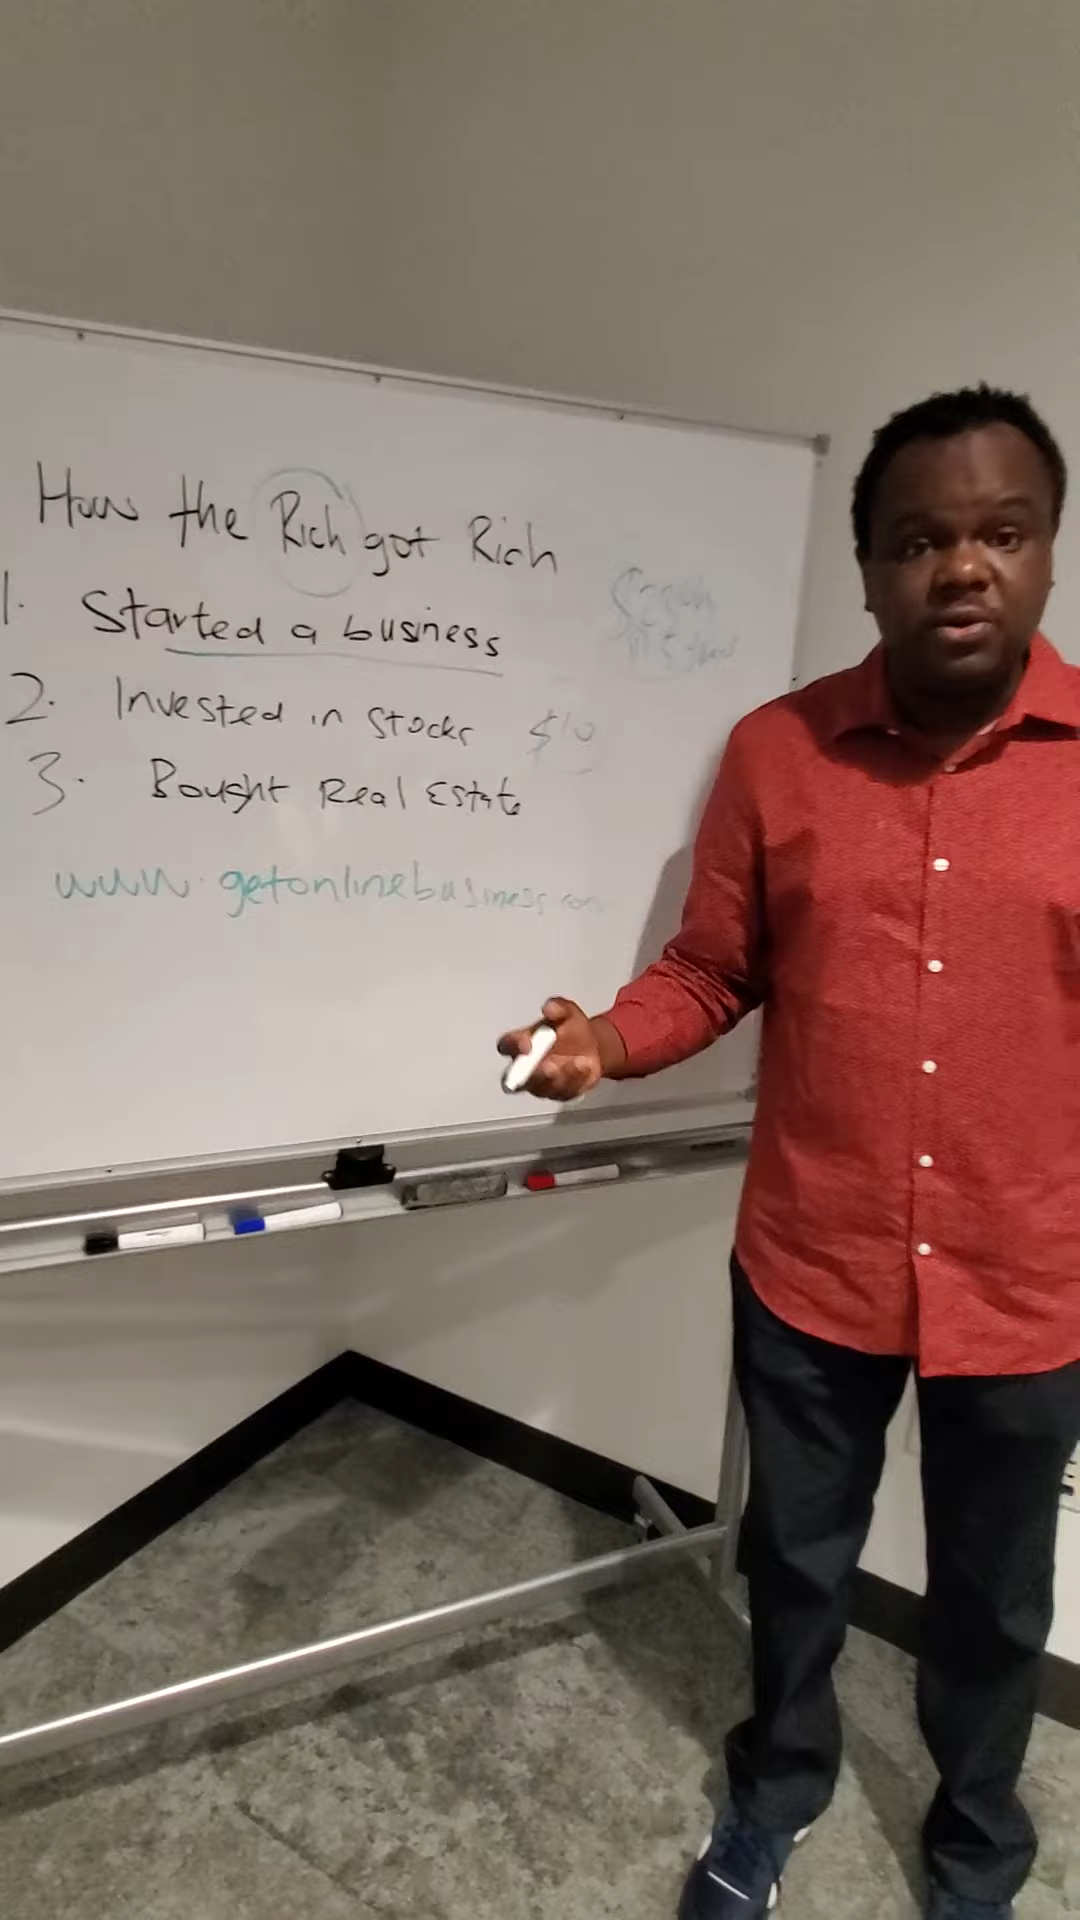 How the Rich got Rich
1. Started a business
2. Invested in stocks $10
3. Bought Real Estate
www.getonlinebusiness.com